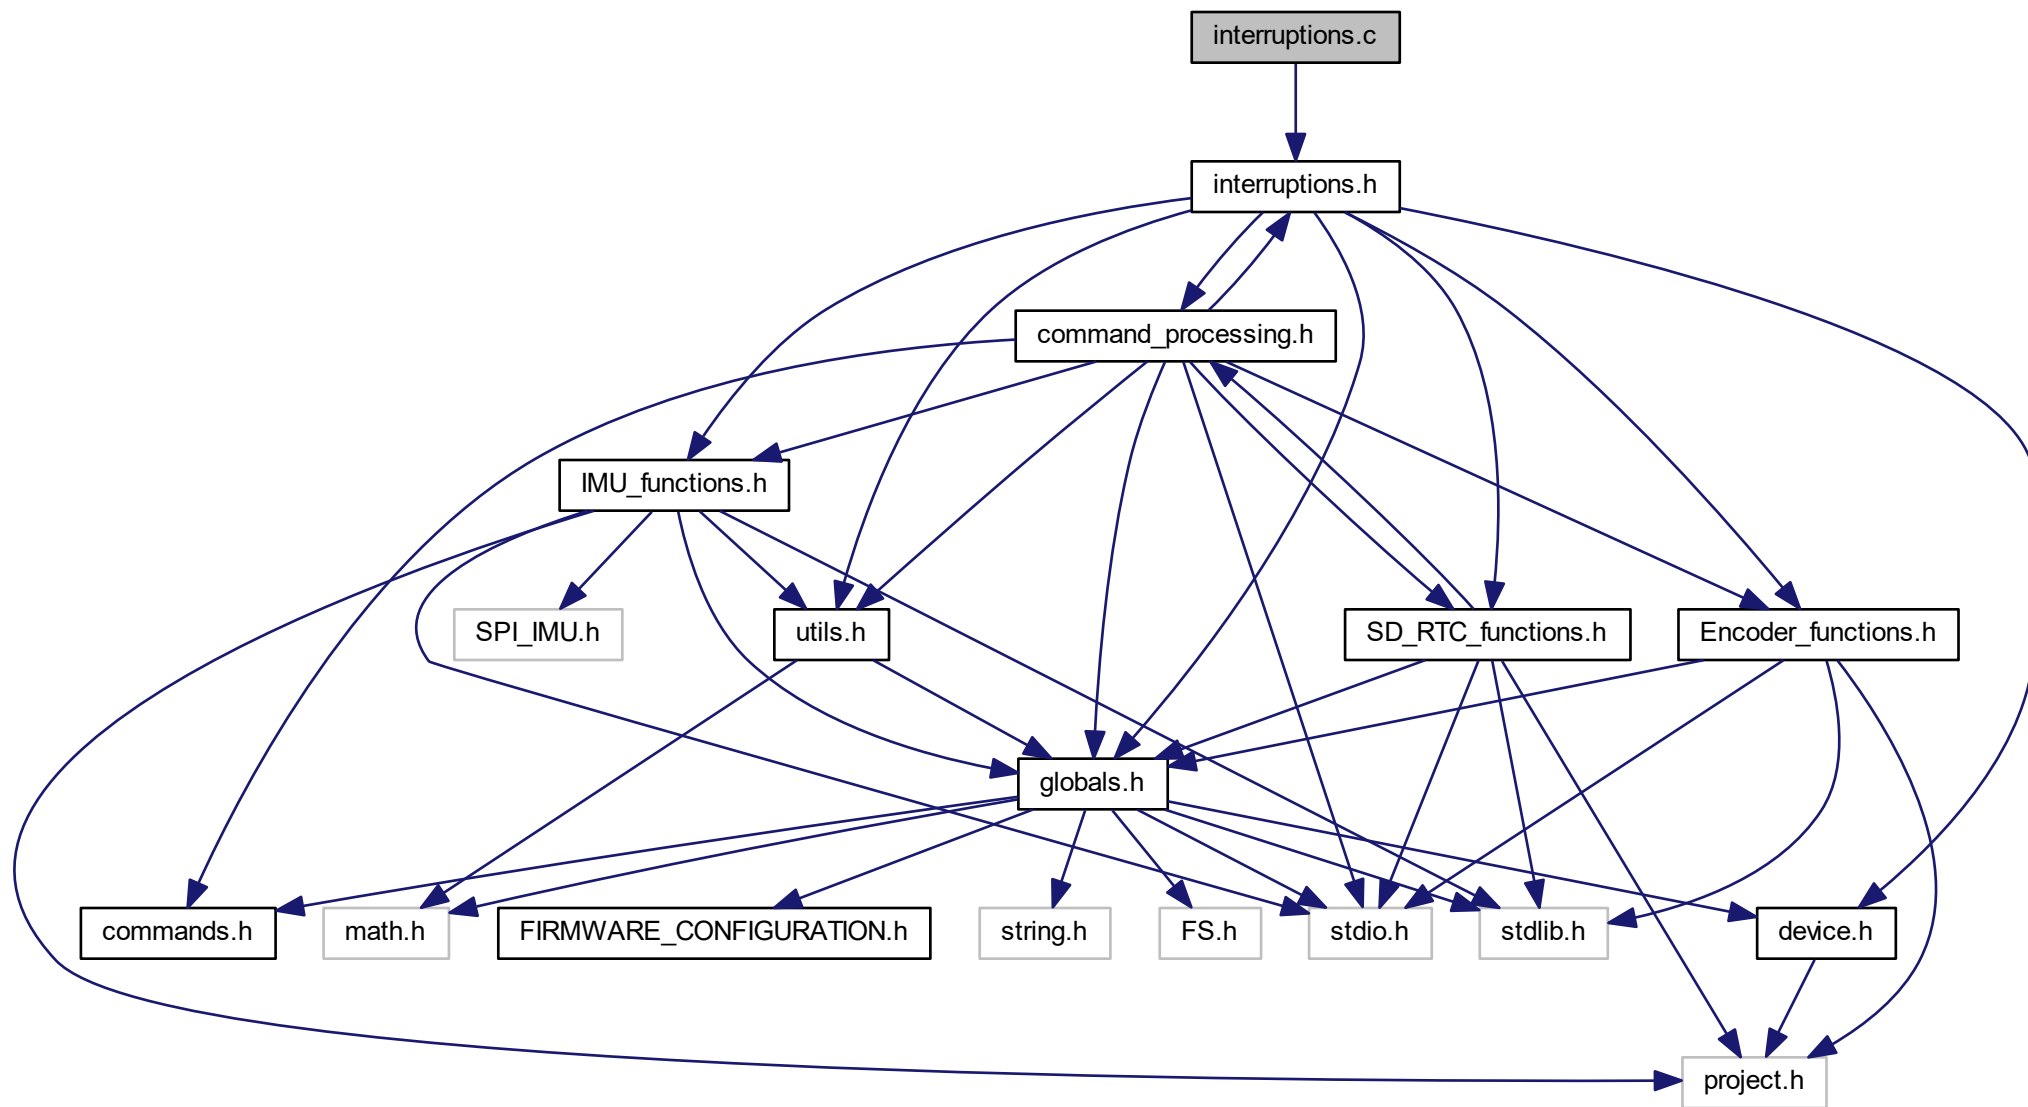 interruptions.c
interruptions.h
command_processing.h
IMU_functions.h
SPI_IMU.h
utils.h
SD_RTC_functions.h
Encoder_functions.h
globals.h
commands.h
math.h
FIRMWARE_CONFIGURATION.h
string.h
FS.h
stdio.h
stdlib.h
device.h
project.h